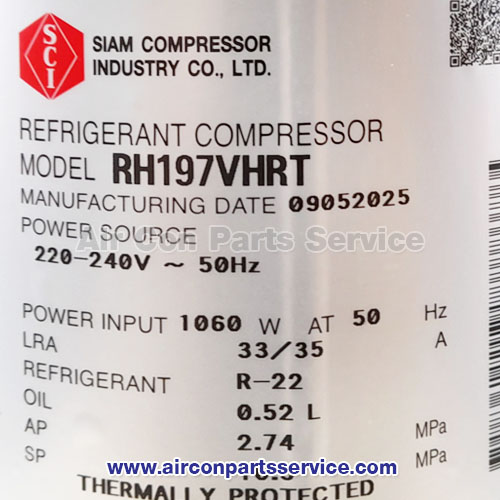 SCI
SIAM COMPRESSOR
INDUSTRY CO., LTD.
REFRIGERANT COMPRESSOR
MODEL RH197VHRT
MANUFACTURING DATE 09052025
POWER SOURCE
Air Con Parts Service
220-240V ~ 50Hz
POWER INPUT 1060 W AT 50 Hz
LRA 33/35 A
REFRIGERANT R-22
OIL 0.52 L
AP 2.74 MPa
SP MPa
www.airconpartsservice.com
THERMALLY PROTECTED